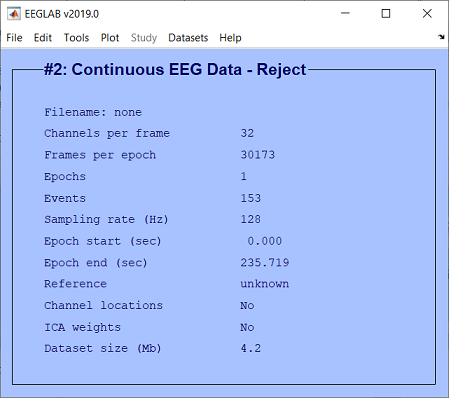 EEGLAB v2019.0
File Edit Tools Plot Study Datasets Help
#2: Continuous EEG Data - Reject
Filename: none
Channels per frame 32
Frames per epoch 30173
Epochs 1
Events 153
Sampling rate (Hz) 128
Epoch start (sec) 0.000
Epoch end (sec) 235.719
Reference unknown
Channel locations No
ICA weights No
Dataset size (Mb) 4.2